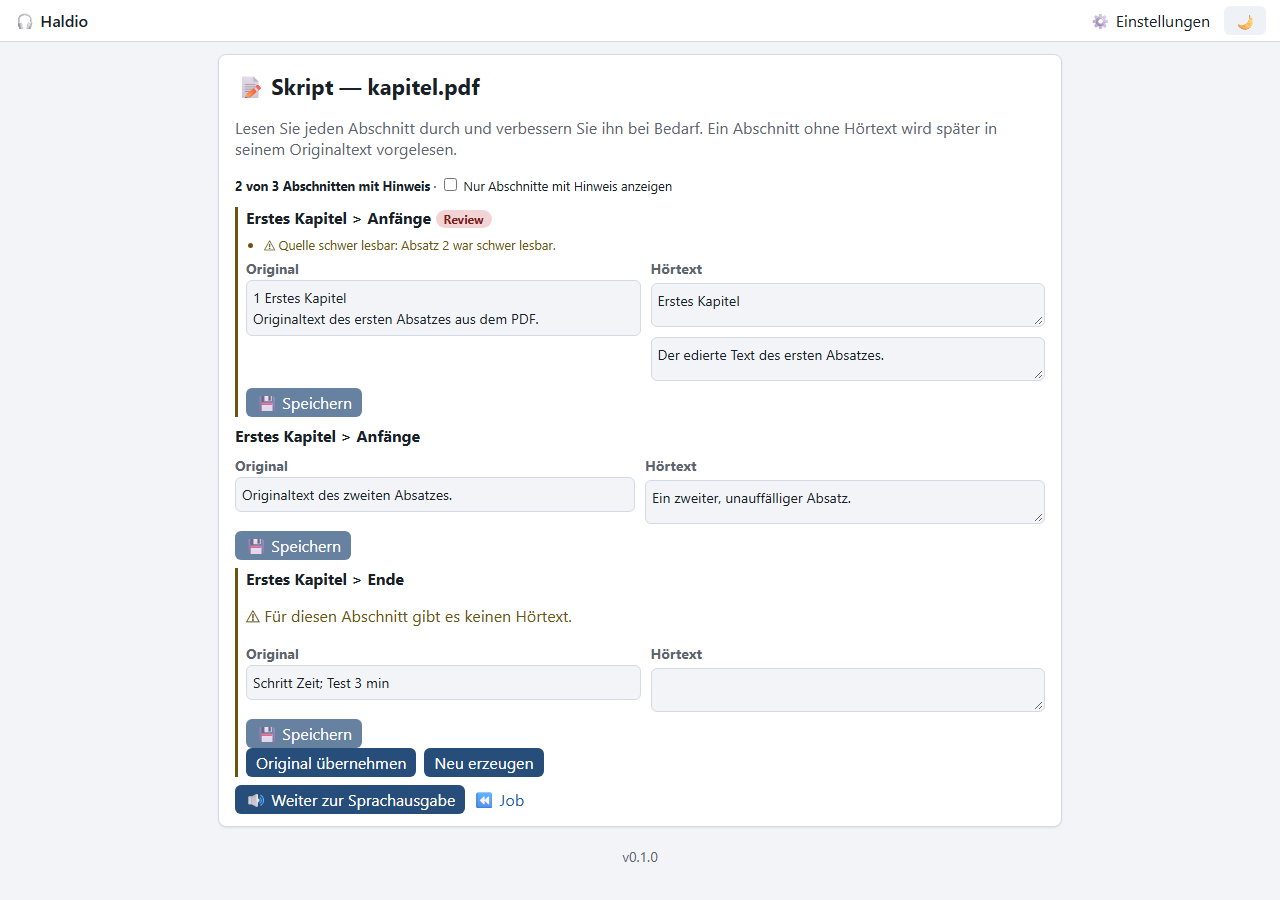 Haldio
Einstellungen
Skript — kapitel.pdf
Lesen Sie jeden Abschnitt durch und verbessern Sie ihn bei Bedarf. Ein Abschnitt ohne Hörtext wird später in
seinem Originaltext vorgelesen.
2 von 3 Abschnitten mit Hinweis · Nur Abschnitte mit Hinweis anzeigen
Erstes Kapitel > Anfänge Review
• ⚠ Quelle schwer lesbar: Absatz 2 war schwer lesbar.
Original
Hörtext
1 Erstes Kapitel
Originaltext des ersten Absatzes aus dem PDF.
Erstes Kapitel
Der edierte Text des ersten Absatzes.
Speichern
Erstes Kapitel > Anfänge
Original
Hörtext
Originaltext des zweiten Absatzes.
Ein zweiter, unauffälliger Absatz.
Speichern
Erstes Kapitel > Ende
⚠ Für diesen Abschnitt gibt es keinen Hörtext.
Original
Hörtext
Schritt Zeit; Test 3 min
Speichern
Original übernehmen
Neu erzeugen
Weiter zur Sprachausgabe
Job
v0.1.0